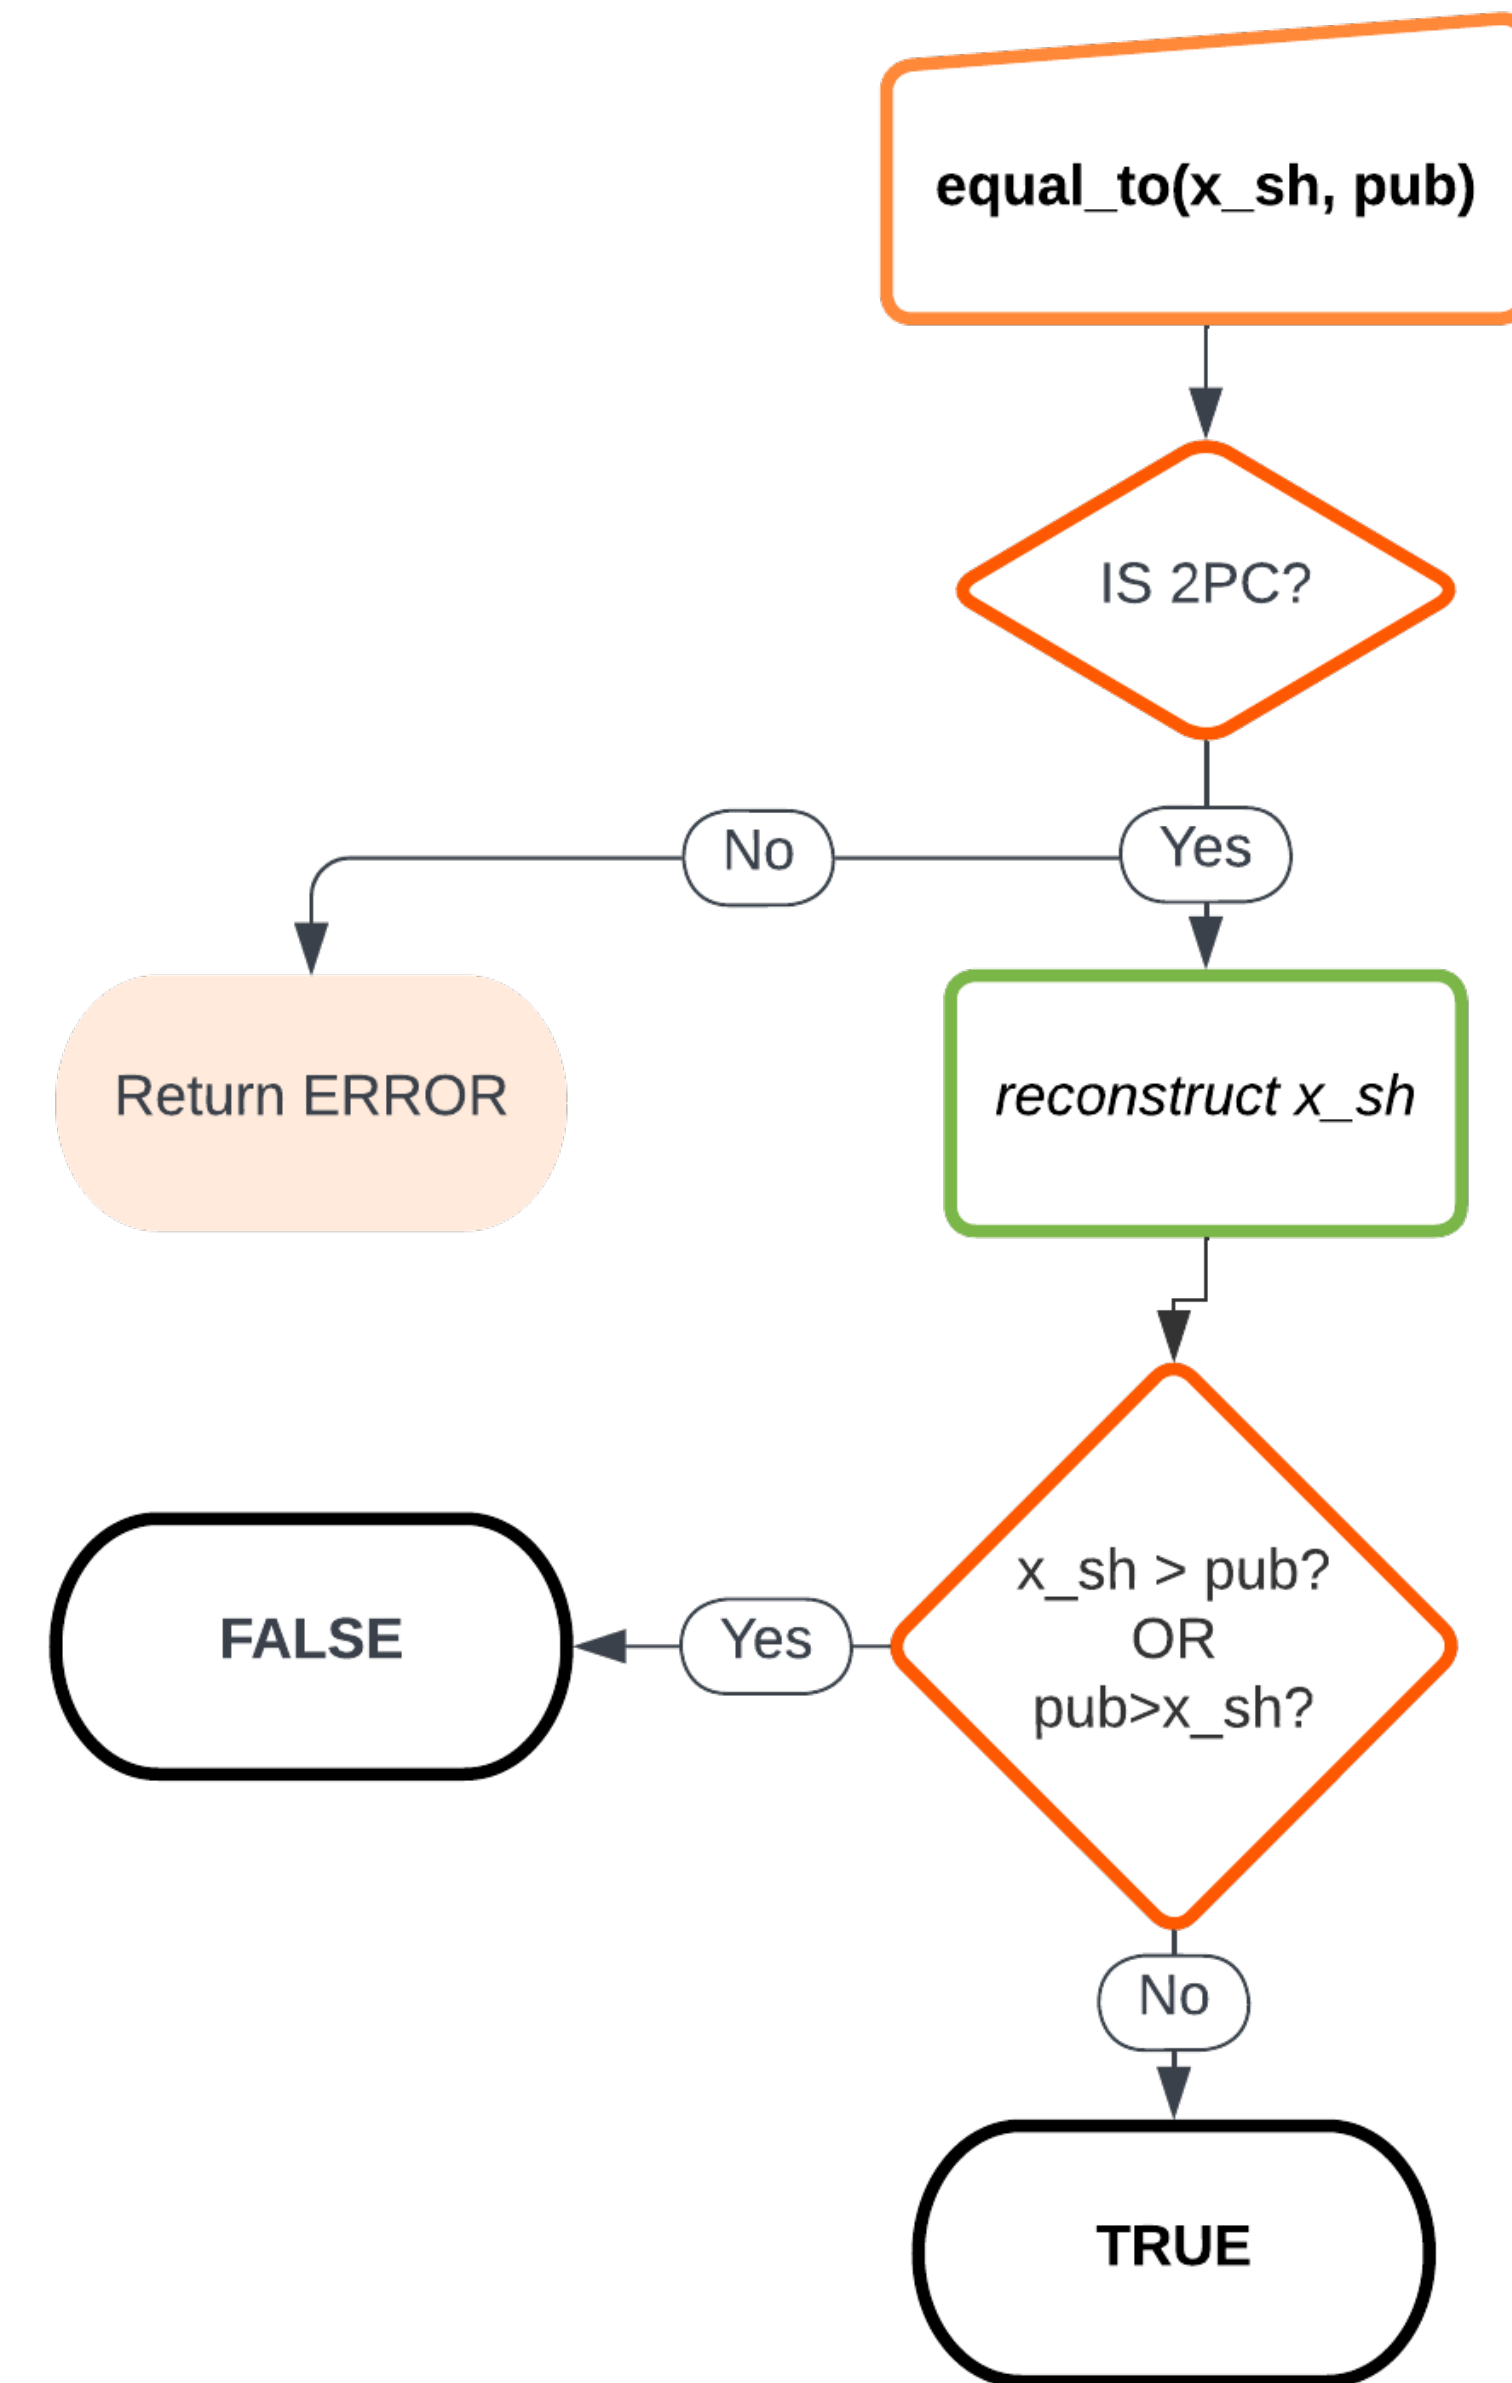 equal_to(x_sh, pub)
IS 2PC?
No
Yes
Return ERROR
reconstruct x_sh
x_sh > pub?
OR
pub>x_sh?
Yes
FALSE
No
TRUE